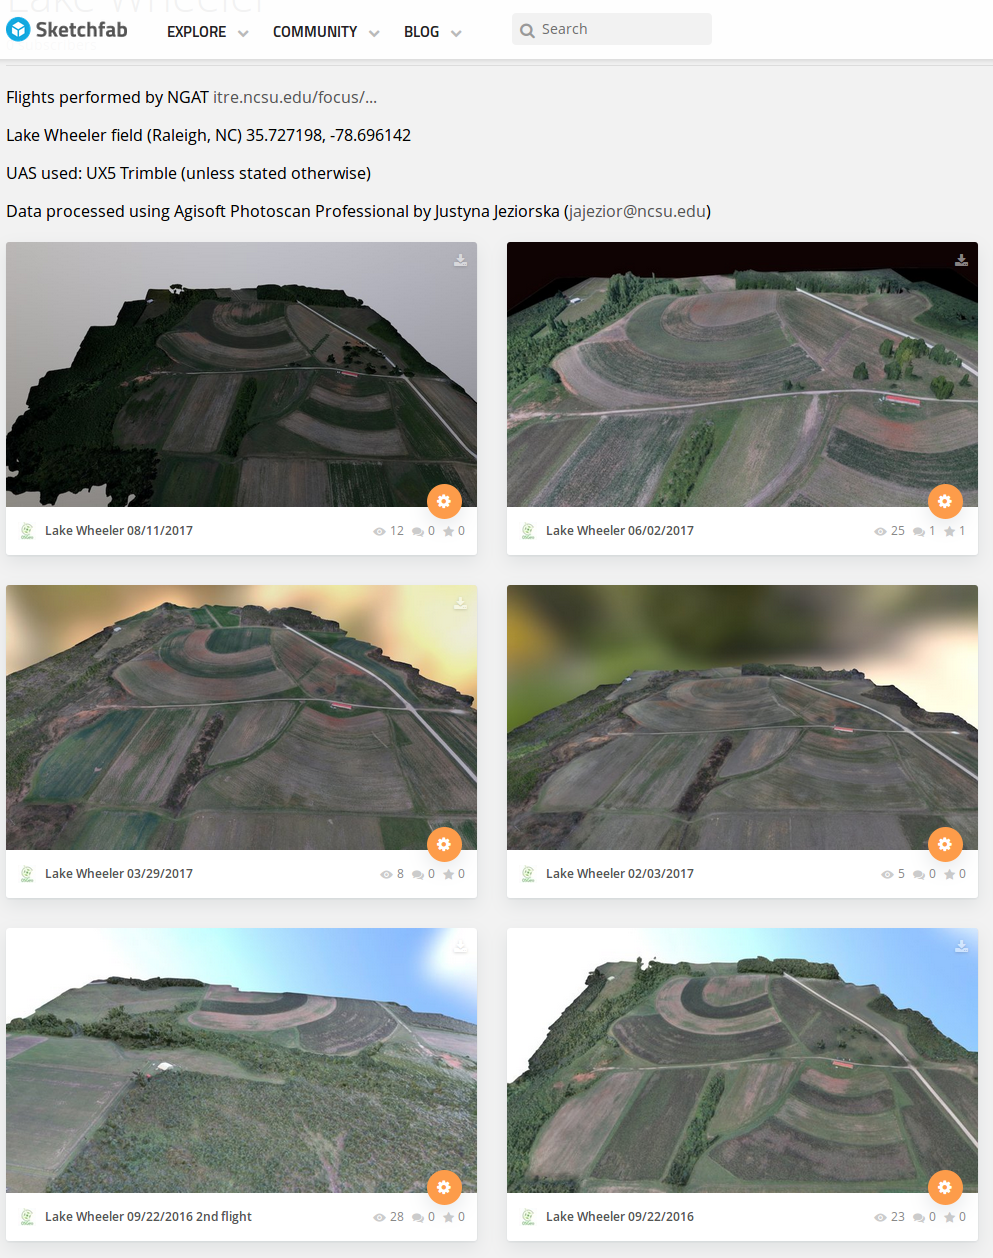 Lake Wheeler
Sketchfab EXPLORE COMMUNITY BLOG Search
Flights performed by NGAT itre.ncsu.edu/focus/...
Lake Wheeler field (Raleigh, NC) 35.727198, -78.696142
UAS used: UX5 Trimble (unless stated otherwise)
Data processed using Agisoft Photoscan Professional by Justyna Jeziorska (jajezior@ncsu.edu)
Lake Wheeler 08/11/2017 12 0 0
Lake Wheeler 06/02/2017 25 1 1
Lake Wheeler 03/29/2017 8 0 0
Lake Wheeler 02/03/2017 5 0 0
Lake Wheeler 09/22/2016 2nd flight 28 0 0
Lake Wheeler 09/22/2016 23 0 0